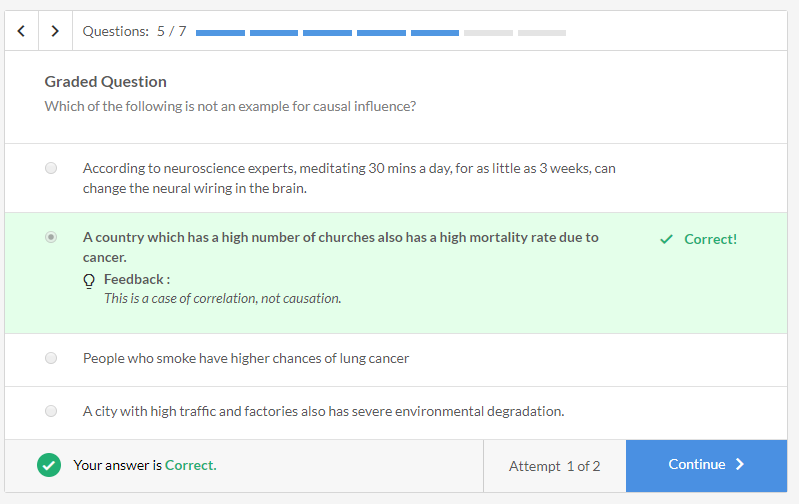 Questions: 5 / 7
Graded Question
Which of the following is not an example for causal influence?
According to neuroscience experts, meditating 30 mins a day, for as little as 3 weeks, can
change the neural wiring in the brain.
A country which has a high number of churches also has a high mortality rate due to
cancer.
Correct!
Feedback :
This is a case of correlation, not causation.
People who smoke have higher chances of lung cancer
A city with high traffic and factories also has severe environmental degradation.
Your answer is Correct.
Attempt 1 of 2
Continue